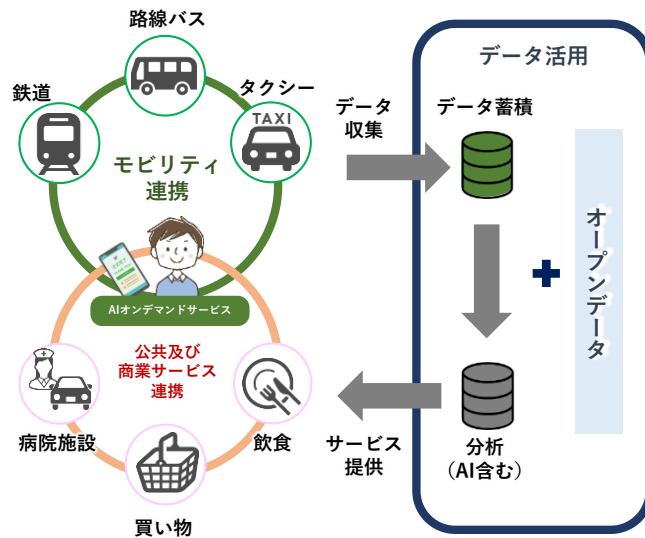 路線バス
鉄道
タクシー
TAXI
モビリティ
連携
AIオンデマンドサービス
公共及び
商業サービス
連携
病院施設
飲食
買い物
データ
収集
サービス
提供
データ活用
データ蓄積
分析
（AI含む）
オープンデータ